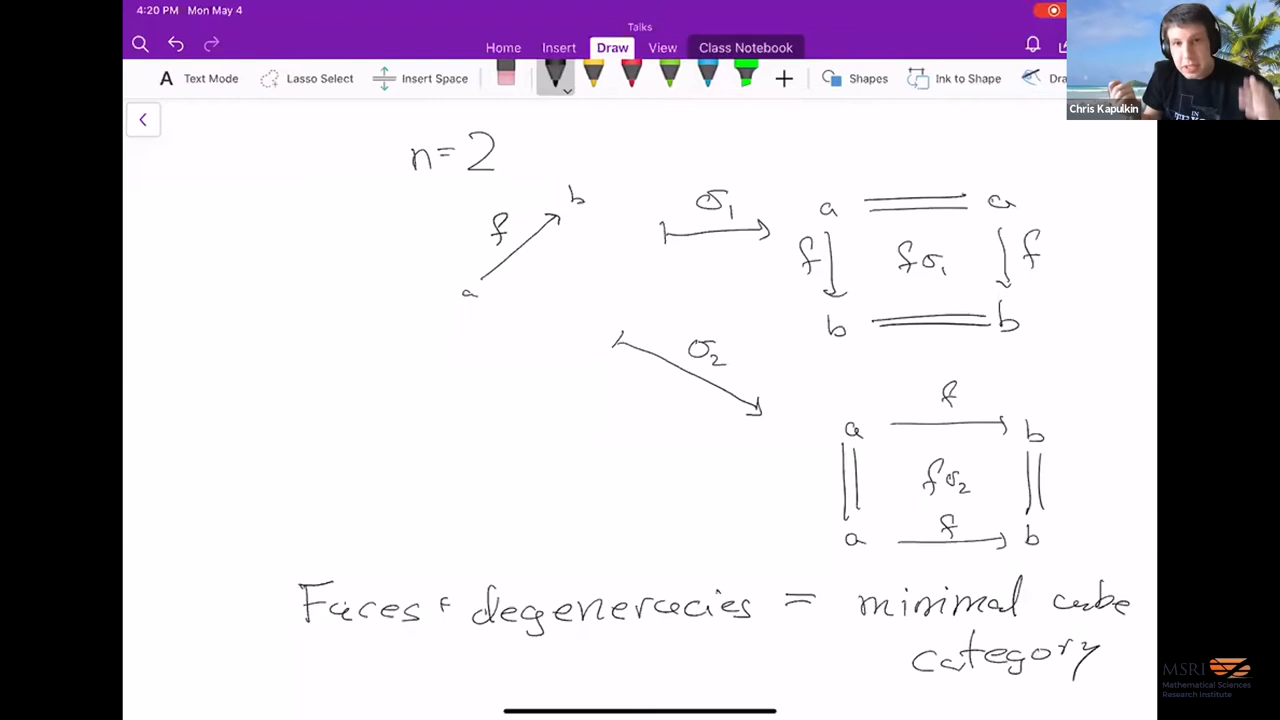 4:20 PM Mon May 4
Talks
Home Insert Draw View Class Notebook
Text Mode Lasso Select Insert Space Shapes Ink to Shape Dra
Chris Kapulkin
n=2
f
a
b
σ₁
a a
f fσ₁ f
b b
σ₂
f
a b
fσ₂
f
a b
Faces + degeneracies = minimal cube
category
MSRI
Mathematical Sciences
Research Institute